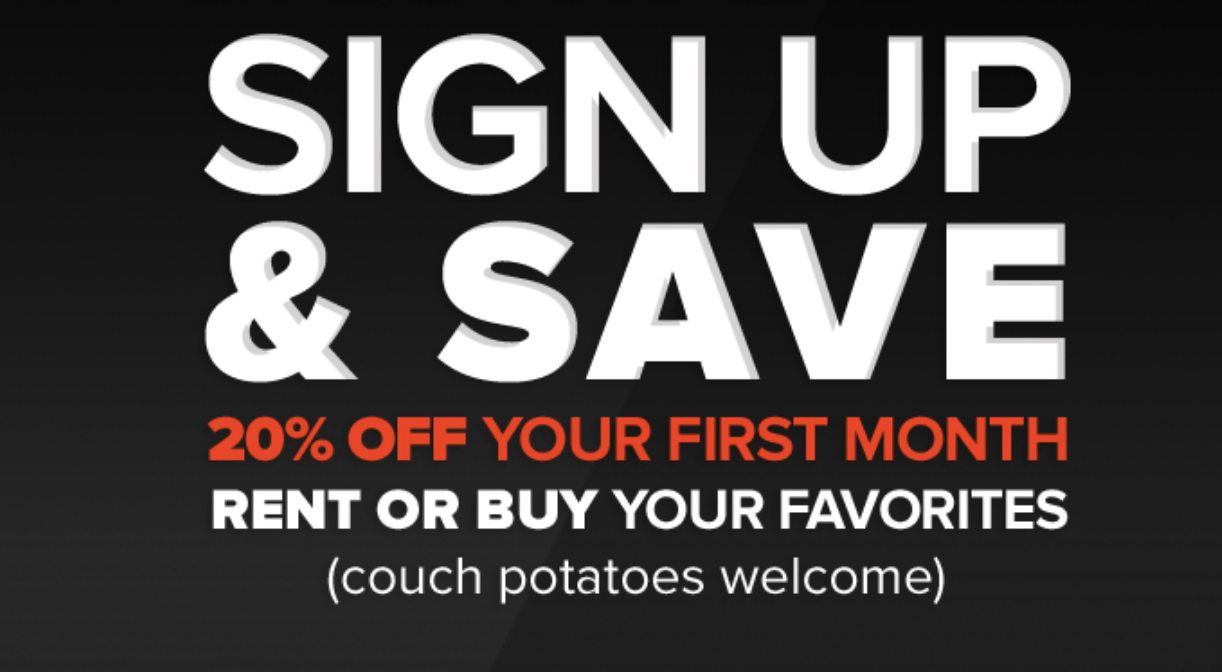 SIGN UP
& SAVE
20% OFF YOUR FIRST MONTH
RENT OR BUY YOUR FAVORITES
(couch potatoes welcome)